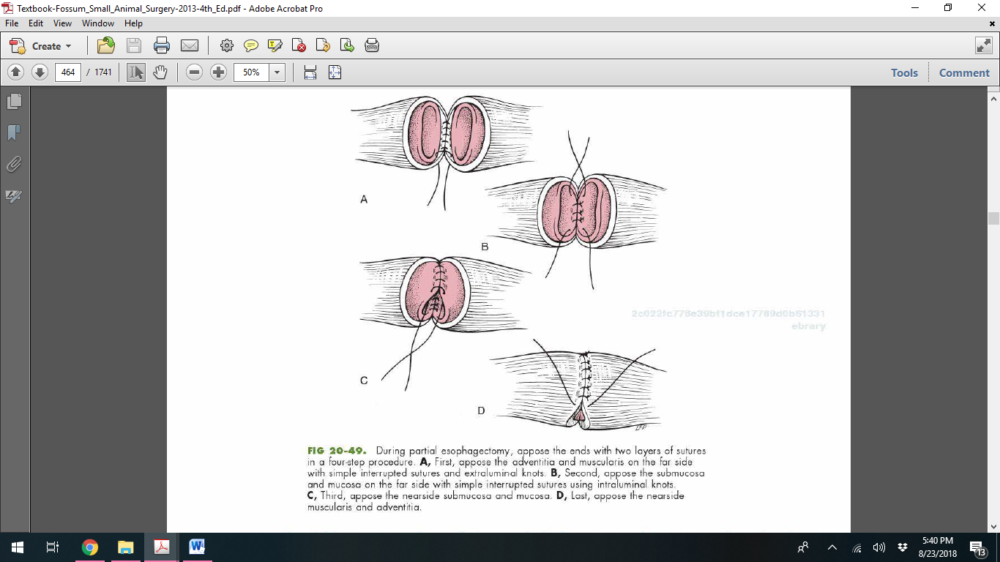 Textbook-Fossum_Small_Animal_Surgery-2013-4th_Ed.pdf - Adobe Acrobat Pro
File Edit View Window Help
Create
464 / 1741
50%
Tools Comment
A
B
C
D
2c022fc778e39bf1dce17789d0b61331
ebrary
FIG 20-49. During partial esophagectomy, appose the ends with two layers of sutures
in a four-step procedure. A, First, appose the adventitia and muscularis on the far side
with simple interrupted sutures and extraluminal knots. B, Second, appose the submucosa
and mucosa on the far side with simple interrupted sutures using intraluminal knots.
C, Third, appose the nearside submucosa and mucosa. D, Last, appose the nearside
muscularis and adventitia.
5:40 PM
8/23/2018
13